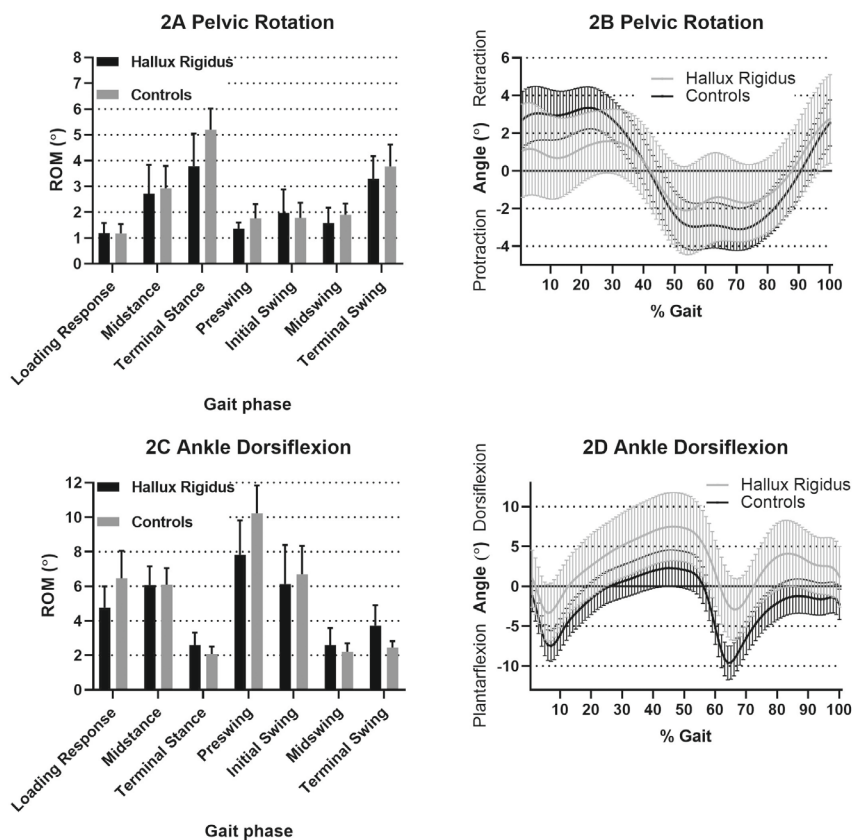 2A Pelvic Rotation
8
7
6
5
4
3
2
1
0
ROM (°)
Hallux Rigidus
Controls
Loading Response
Midstance
Terminal Stance
Preswing
Initial Swing
Midswing
Terminal Swing
Gait phase
2B Pelvic Rotation
6
4
2
0
-2
-4
Protraction Angle (°) Retraction
Hallux Rigidus
Controls
10 20 30 40 50 60 70 80 90 100
% Gait
2C Ankle Dorsiflexion
12
10
8
6
4
2
0
ROM (°)
Hallux Rigidus
Controls
Loading Response
Midstance
Terminal Stance
Preswing
Initial Swing
Midswing
Terminal Swing
Gait phase
2D Ankle Dorsiflexion
10
5
0
-5
-10
Plantarflexion Angle (°) Dorsiflexion
Hallux Rigidus
Controls
10 20 30 40 50 60 70 80 90 100
% Gait